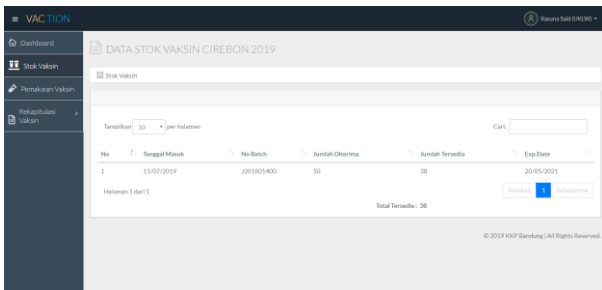 VACTION
Rasuna Said (UKLW)
Dashboard
Stok Vaksin
Pemakaian Vaksin
Rekapitulasi Vaksin
DATA STOK VAKSIN CIREBON 2019
Stok Vaksin
Tampilkan 10 per halaman
Cari:
No Tanggal Masuk No Batch Jumlah Diterima Jumlah Tersedia Exp.Date
1 11/07/2019 J201801400 50 38 20/05/2021
Halaman 1 dari 1
Kembali 1 Selanjutnya
Total Tersedia : 38
© 2019 KKP Bandung | All Rights Reserved.